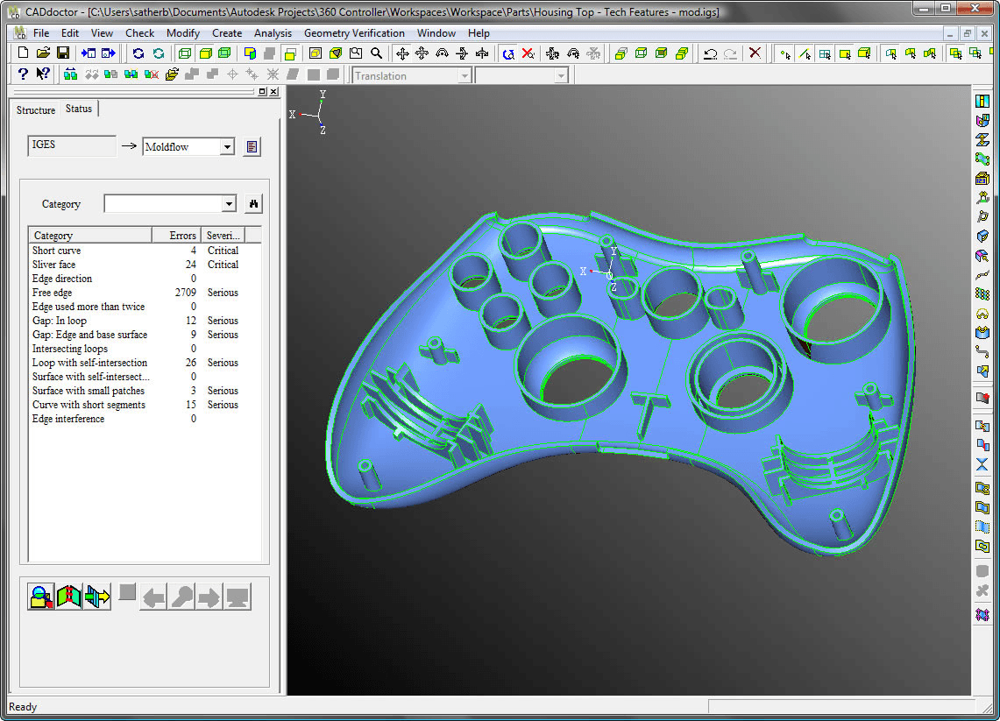 CADdoctor - [C:\Users\satherb\Documents\Autodesk Projects\360 Controller\Workspaces\Workspace\Parts\Housing Top - Tech Features - mod.igs]
File Edit View Check Modify Create Analysis Geometry Verification Window Help
Translation
Structure Status
IGES Moldflow
Category
Category Errors Severi...
Short curve 4 Critical
Sliver face 24 Critical
Edge direction 0
Free edge 2709 Serious
Edge used more than twice 0
Gap: In loop 12 Serious
Gap: Edge and base surface 9 Serious
Intersecting loops 0
Loop with self-intersection 26 Serious
Surface with self-intersect... 0
Surface with small patches 3 Serious
Curve with short segments 15 Serious
Edge interference 0
Y
X
Z
Y
X
Z
Ready